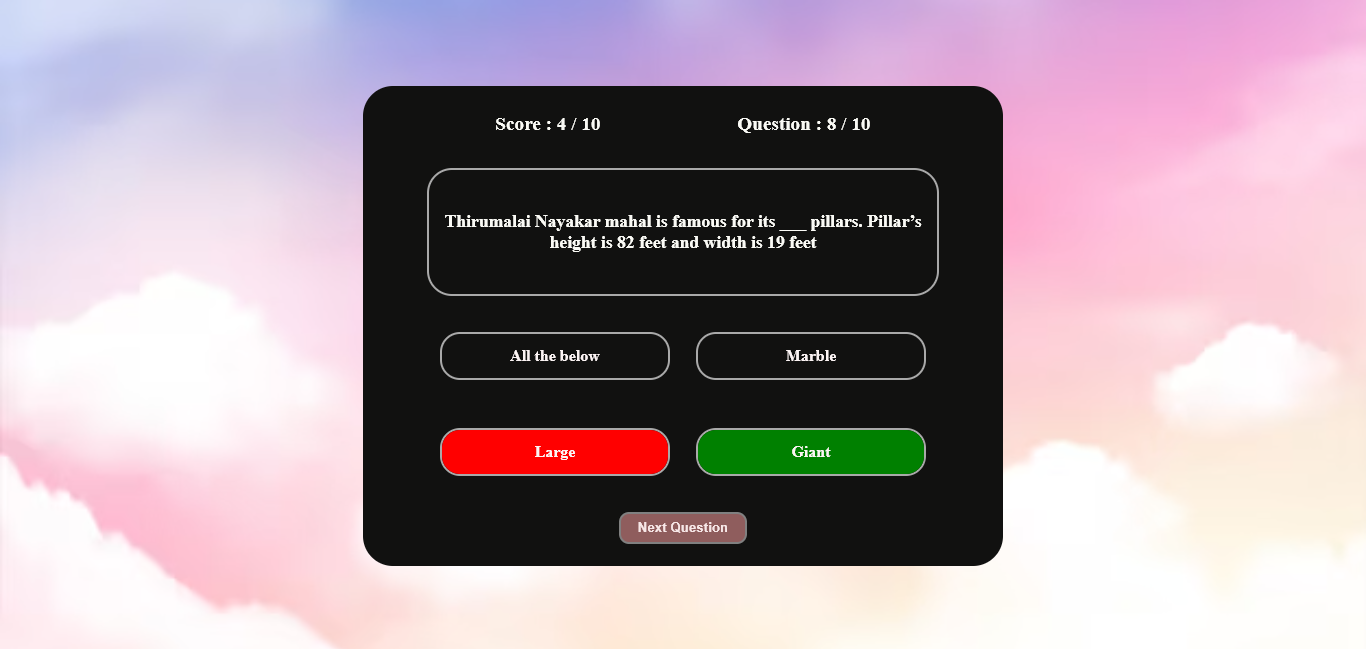 Score : 4 / 10
Question : 8 / 10
Thirumalai Nayakar mahal is famous for its ___ pillars. Pillar’s
height is 82 feet and width is 19 feet
All the below
Marble
Large
Giant
Next Question